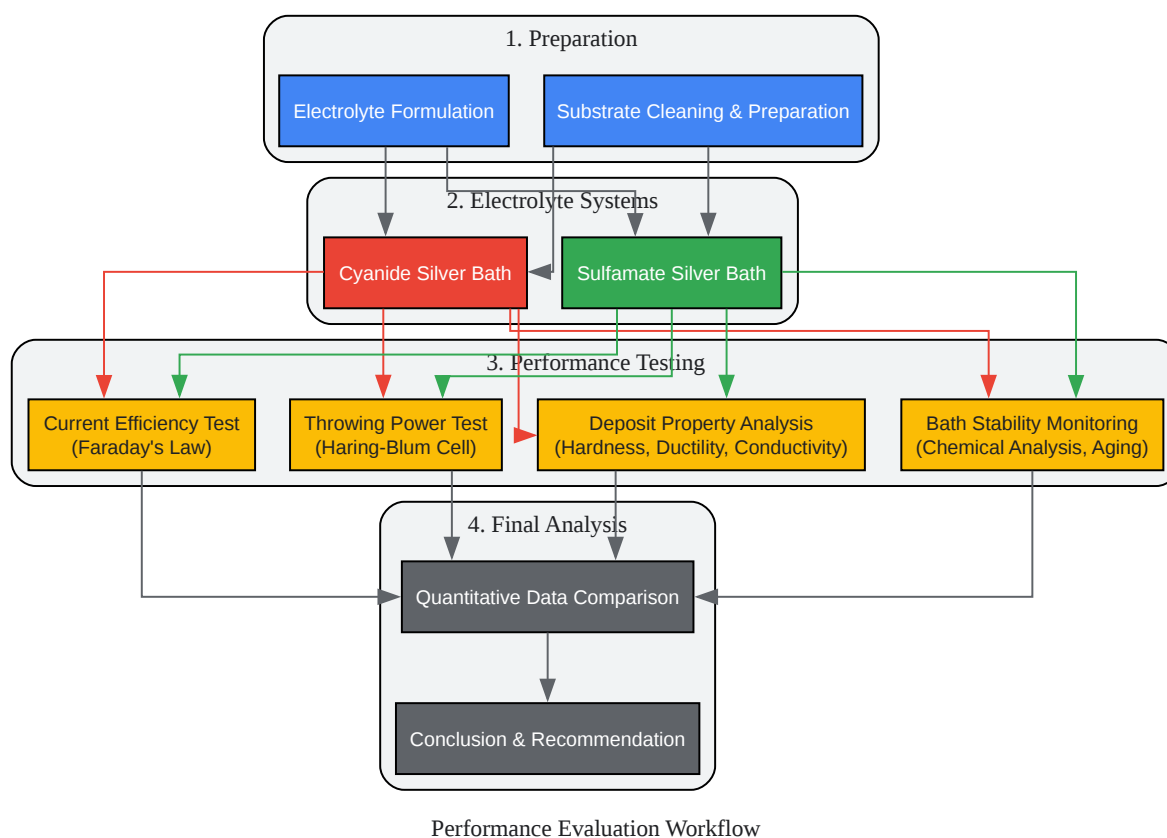 1. Preparation
Electrolyte Formulation
Substrate Cleaning & Preparation
2. Electrolyte Systems
Cyanide Silver Bath
Sulfamate Silver Bath
3. Performance Testing
Current Efficiency Test
(Faraday's Law)
Throwing Power Test
(Haring-Blum Cell)
Deposit Property Analysis
(Hardness, Ductility, Conductivity)
Bath Stability Monitoring
(Chemical Analysis, Aging)
4. Final Analysis
Quantitative Data Comparison
Conclusion & Recommendation
Performance Evaluation Workflow